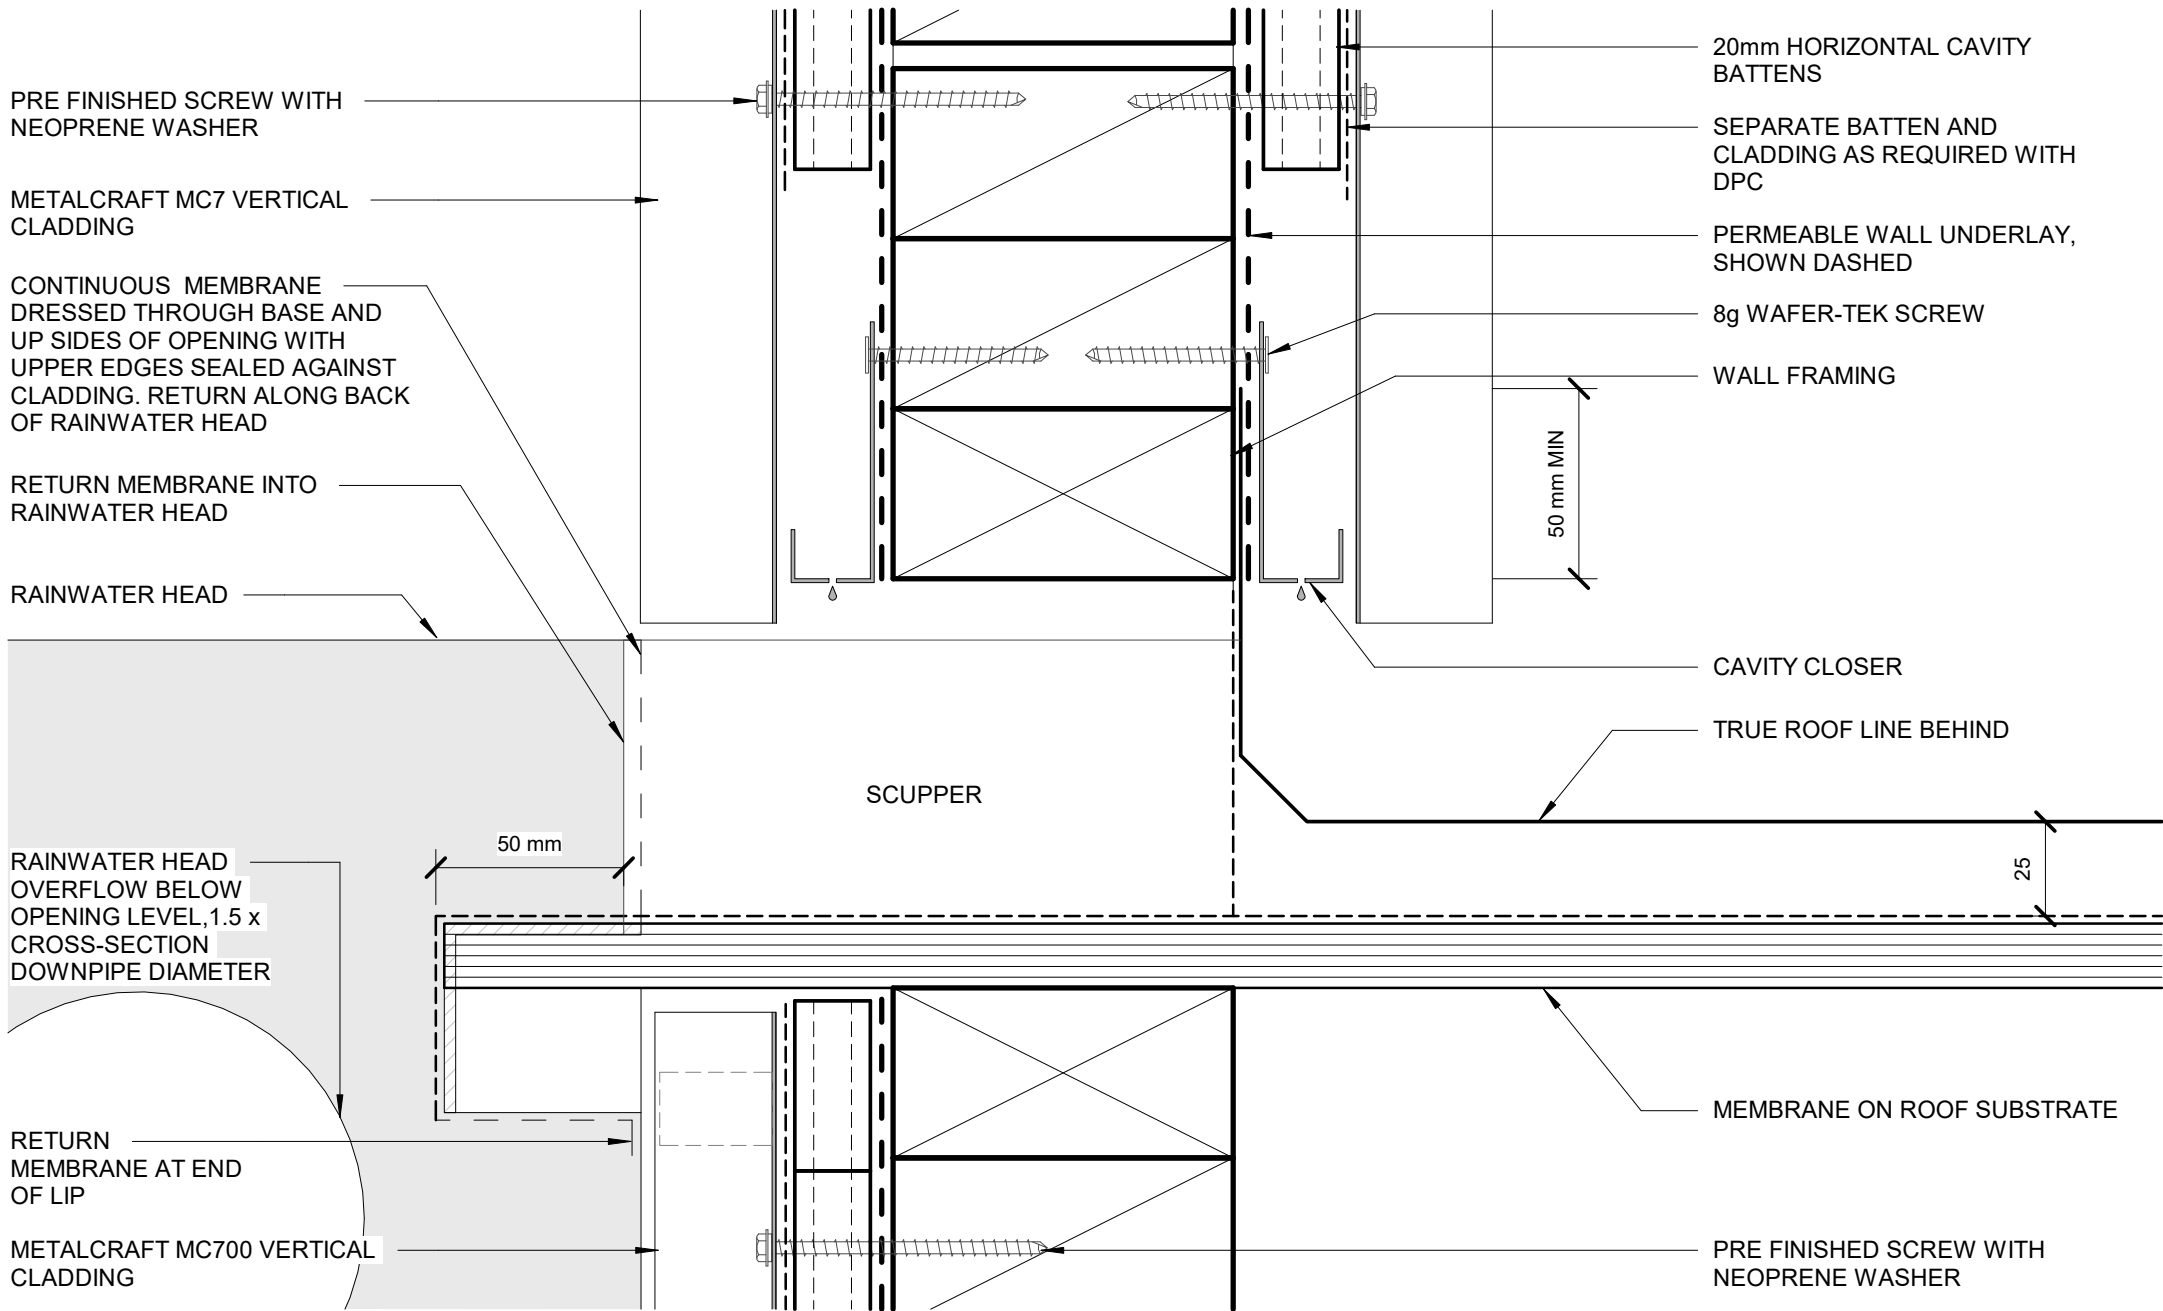 PRE FINISHED SCREW WITH
NEOPRENE WASHER
METALCRAFT MC7 VERTICAL
CLADDING
CONTINUOUS MEMBRANE
DRESSED THROUGH BASE AND
UP SIDES OF OPENING WITH
UPPER EDGES SEALED AGAINST
CLADDING. RETURN ALONG BACK
OF RAINWATER HEAD
RETURN MEMBRANE INTO
RAINWATER HEAD
RAINWATER HEAD
RAINWATER HEAD
OVERFLOW BELOW
OPENING LEVEL,1.5 x
CROSS-SECTION
DOWNPIPE DIAMETER
RETURN
MEMBRANE AT END
OF LIP
METALCRAFT MC700 VERTICAL
CLADDING
50 mm
SCUPPER
50 mm MIN
25
20mm HORIZONTAL CAVITY
BATTENS
SEPARATE BATTEN AND
CLADDING AS REQUIRED WITH
DPC
PERMEABLE WALL UNDERLAY,
SHOWN DASHED
8g WAFER-TEK SCREW
WALL FRAMING
CAVITY CLOSER
TRUE ROOF LINE BEHIND
MEMBRANE ON ROOF SUBSTRATE
PRE FINISHED SCREW WITH
NEOPRENE WASHER